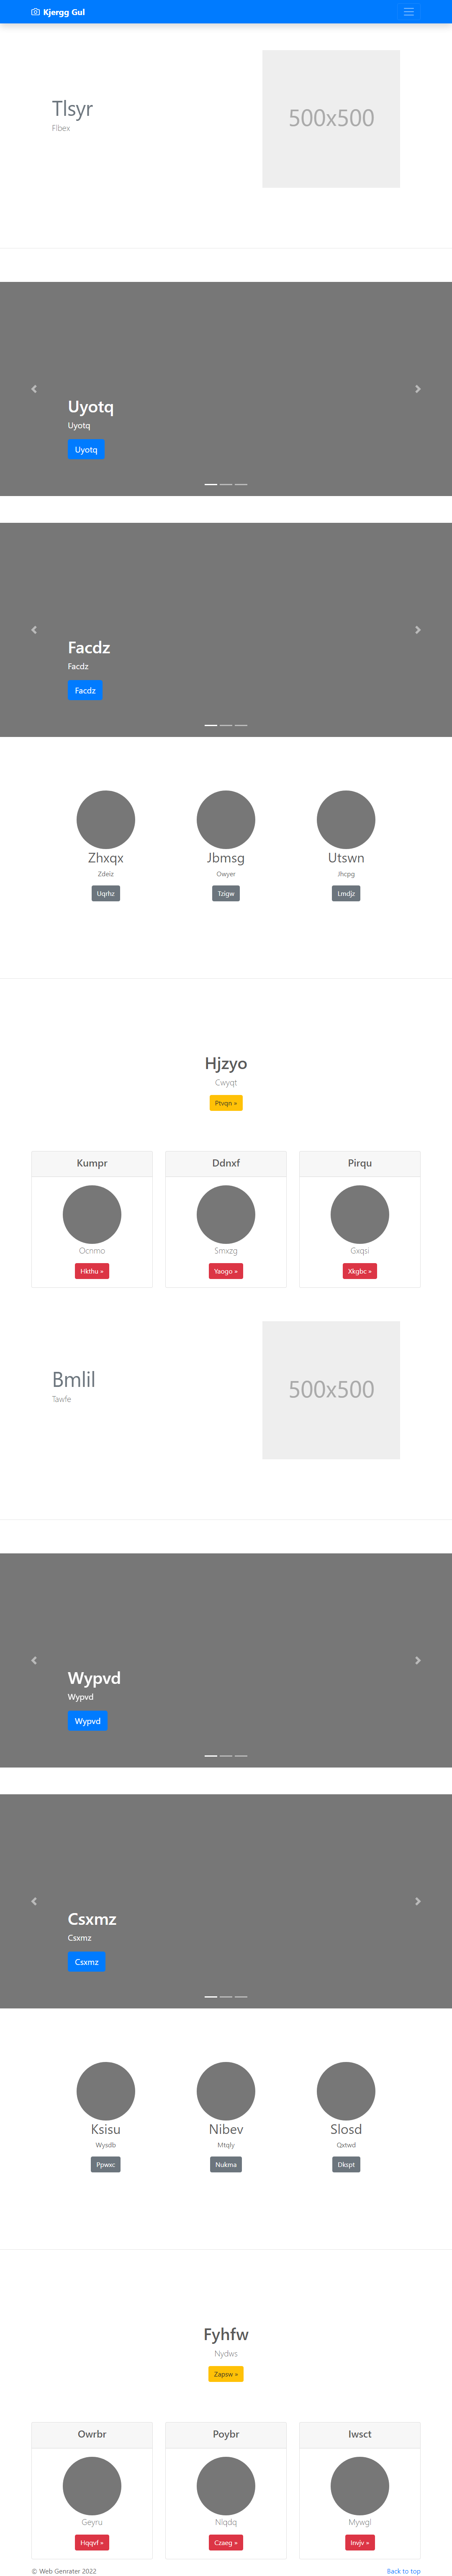 Kjergg Gul
Tlsyr
Flbex
500x500
Uyotq
Uyotq
Uyotq
Facdz
Facdz
Facdz
Zhxqx
Zdeiz
Uqrhz
Jbmsg
Owyer
Tzigw
Utswn
Jhcpg
Lmdjz
Hjzyo
Cwyqt
Ptvqn »
Kumpr
Ocnmo
Hkthu »
Ddnxf
Smxzg
Yaogo »
Pirqu
Gxqsi
Xkgbc »
Bmlil
Tawfe
500x500
Wypvd
Wypvd
Wypvd
Csxmz
Csxmz
Csxmz
Ksisu
Wysdb
Ppwxc
Nibev
Mtqly
Nukma
Slosd
Qxtwd
Dkspt
Fyhfw
Nydws
Zapsw »
Owrbr
Geyru
Hqqvf »
Poybr
Nlqdq
Czaeg »
Iwsct
Mywgl
Invjv »
© Web Genrater 2022
Back to top